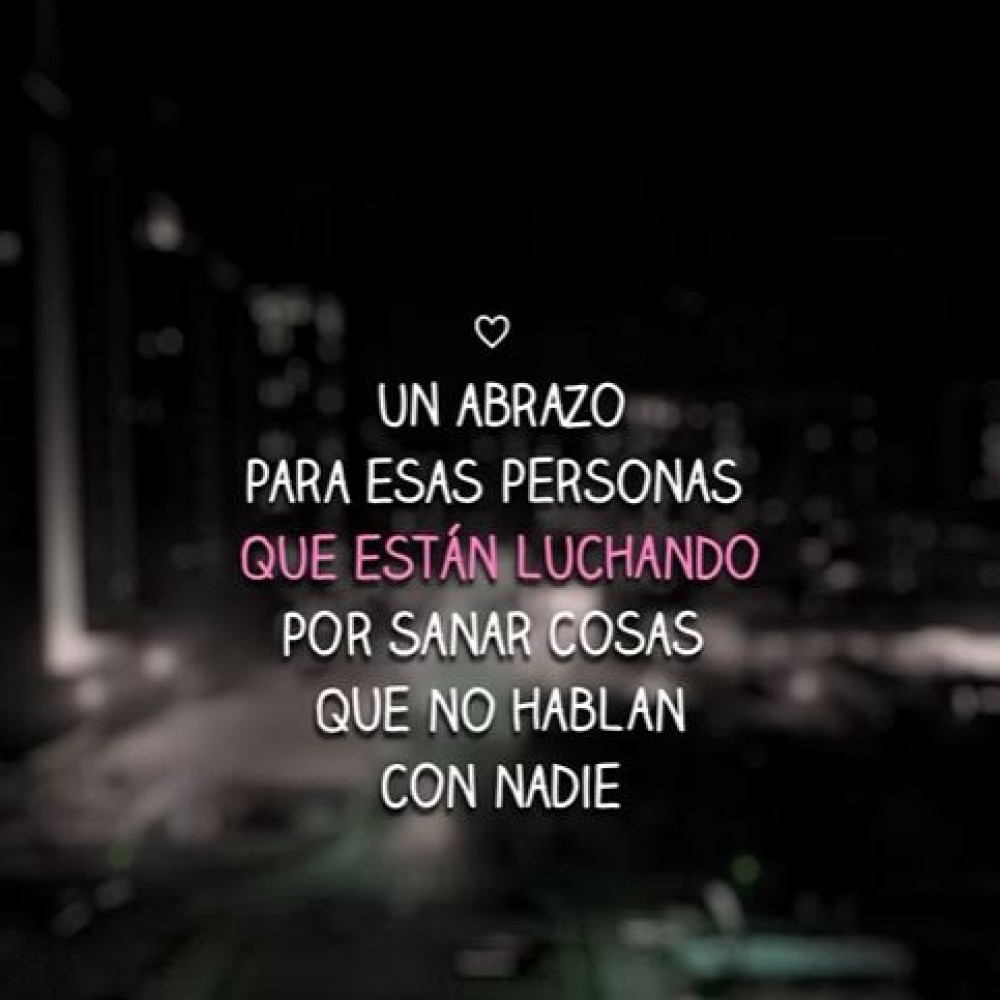 ♡
UN ABRAZO
PARA ESAS PERSONAS
QUE ESTÁN LUCHANDO
POR SANAR COSAS
QUE NO HABLAN
CON NADIE